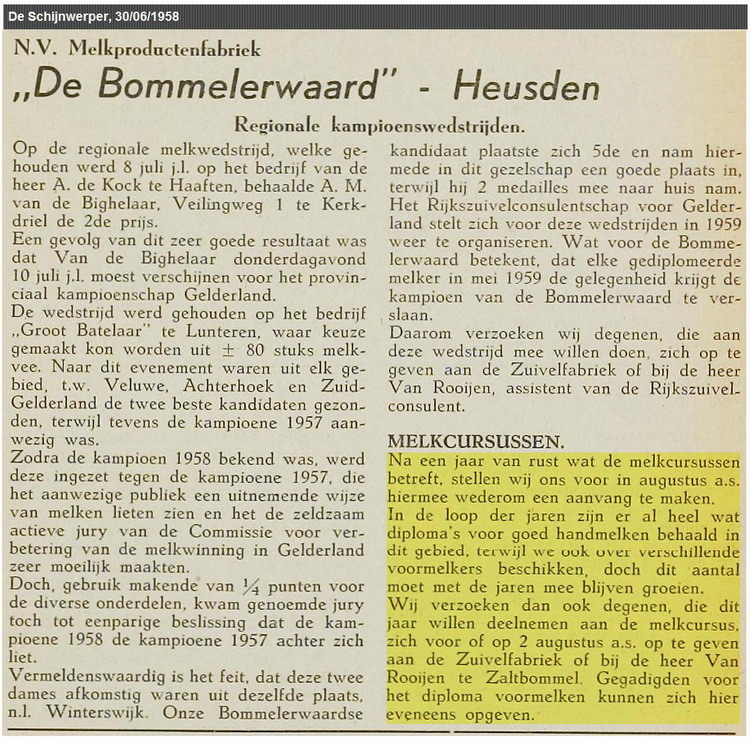 De Schijnwerper, 30/06/1958
N.V. Melkproductenfabriek
„De Bommelerwaard” - Heusden
Regionale kampioenswedstrijden.
Op de regionale melkwedstrijd, welke ge-
houden werd 8 juli j.l. op het bedrijf van de
heer A. de Kock te Haaften, behaalde A. M.
van de Bighelaar, Veilingweg 1 te Kerk-
driel de 2de prijs.
Een gevolg van dit zeer goede resultaat was
dat Van de Bighelaar donderdagavond
10 juli j.l. moest verschijnen voor het provin-
ciaal kampioenschap Gelderland.
De wedstrijd werd gehouden op het bedrijf
„Groot Batelaar” te Lunteren, waar keuze
gemaakt kon worden uit ± 80 stuks melk-
vee. Naar dit evenement waren uit elk ge-
bied, t.w. Veluwe, Achterhoek en Zuid-
Gelderland de twee beste kandidaten gezon-
den, terwijl tevens de kampioene 1957 aan-
wezig was.
Zodra de kampioen 1958 bekend was, werd
deze ingezet tegen de kampioene 1957, die
het aanwezige publiek een uitnemende wijze
van melken lieten zien en het de zeldzaam
actieve jury van de Commissie voor ver-
betering van de melkwinning in Gelderland
zeer moeilijk maakten.
Doch, gebruik makende van ¼ punten voor
de diverse onderdelen, kwam genoemde jury
toch tot eenparige beslissing dat de kam-
pioene 1958 de kampioene 1957 achter zich
liet.
Vermeldenswaardig is het feit, dat deze twee
dames afkomstig waren uit dezelfde plaats,
n.l. Winterswijk. Onze Bommelerwaardse
kandidaat plaatste zich 5de en nam hier-
mede in dit gezelschap een goede plaats in,
terwijl hij 2 medailles mee naar huis nam.
Het Rijkszuivelconsulentschap voor Gelder-
land stelt zich voor deze wedstrijden in 1959
weer te organiseren. Wat voor de Bomme-
lerwaard betekent, dat elke gediplomeerde
melker in mei 1959 de gelegenheid krijgt de
kampioen van de Bommelerwaard te ver-
slaan.
Daarom verzoeken wij degenen, die aan
deze wedstrijd mee willen doen, zich op te
geven aan de Zuivelfabriek of bij de heer
Van Rooijen, assistent van de Rijkszuivel-
consulent.
MELKCURSUSSEN.
Na een jaar van rust wat de melkcursussen
betreft, stellen wij ons voor in augustus a.s.
hiermee wederom een aanvang te maken.
In de loop der jaren zijn er al heel wat
diploma's voor goed handmelken behaald in
dit gebied, terwijl we ook over verschillende
voormelkers beschikken, doch dit aantal
moet met de jaren mee blijven groeien.
Wij verzoeken dan ook degenen, die dit
jaar willen deelnemen aan de melkcursus,
zich voor of op 2 augustus a.s. op te geven
aan de Zuivelfabriek of bij de heer Van
Rooijen te Zaltbommel. Gegadigden voor
het diploma voormelken kunnen zich hier
eveneens opgeven.